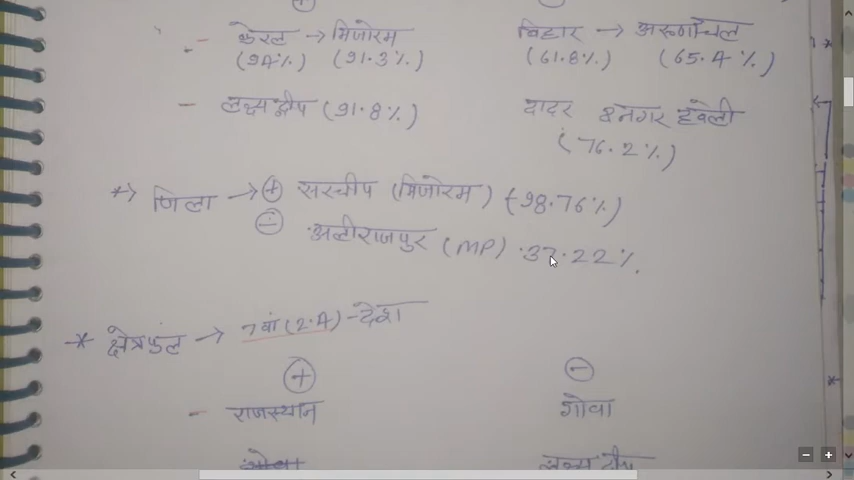 - केरल → मिजोरम बिहार → अरुणाचल
(94%) (91.3%) (61.8%) (65.4%)
- लक्ष्यद्वीप (91.8%) दादर &नगर हवेली
(76.2%)
*→ जिला → + सरचीप (मिजोरम) (98.76%)
- अलीराजपुर (MP) 37.22%
* क्षेत्रफल → 7वां (2.4) - देश
+ -
- राजस्थान गोवा